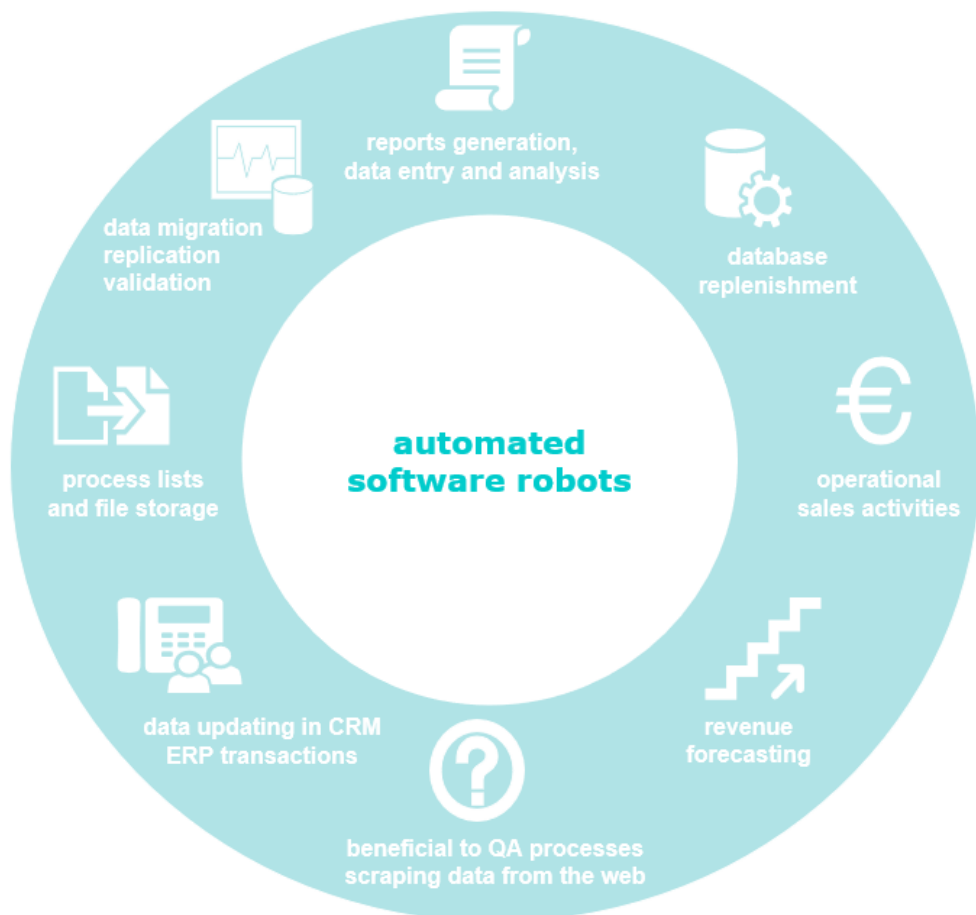 reports generation,
data entry and analysis
database
replenishment
operational
sales activities
revenue
forecasting
beneficial to QA processes
scraping data from the web
data updating in CRM
ERP transactions
process lists
and file storage
data migration
replication
validation
automated
software robots